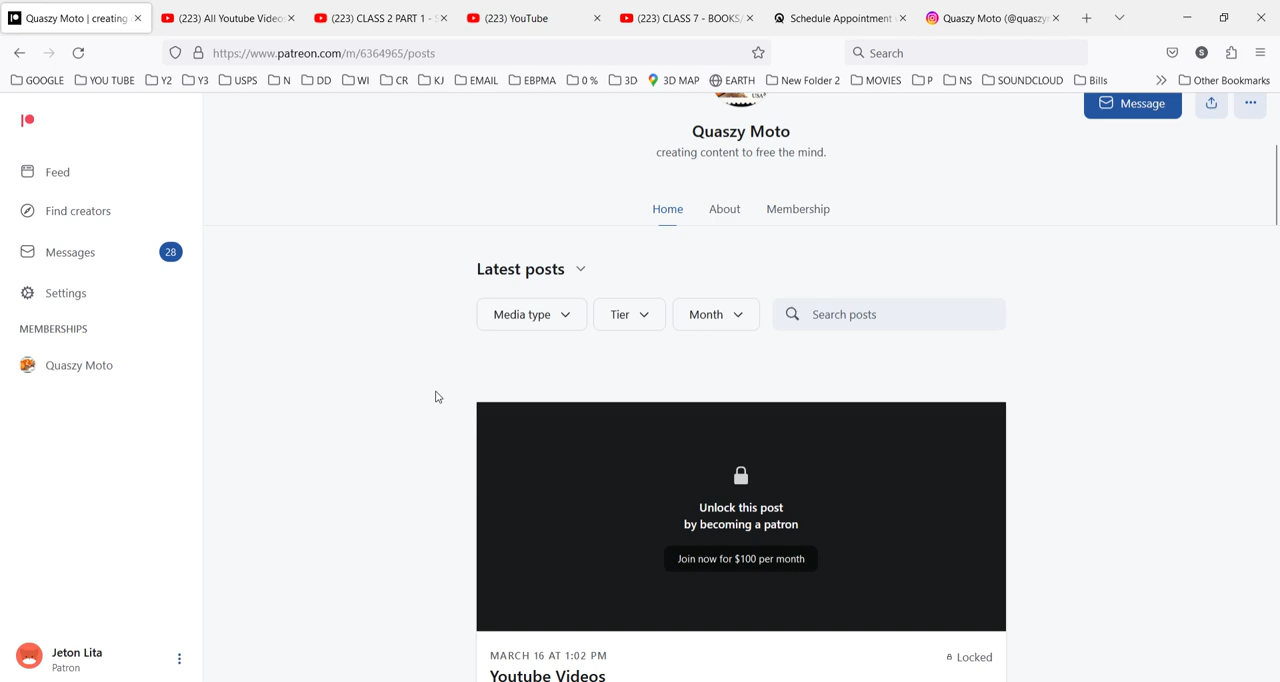 Quaszy Moto | creating
(223) All Youtube Video
(223) CLASS 2 PART 1 - S
(223) YouTube
(223) CLASS 7 - BOOKS/
Schedule Appointment
Quaszy Moto (@quaszy
https://www.patreon.com/m/6364965/posts
Search
S
GOOGLE
YOU TUBE
Y2
Y3
USPS
N
DD
WI
CR
KJ
EMAIL
EBPMA
0 %
3D
3D MAP
EARTH
New Folder 2
MOVIES
P
NS
SOUNDCLOUD
Bills
Other Bookmarks
USA
Message
Quaszy Moto
creating content to free the mind.
Feed
Find creators
Messages
28
Settings
MEMBERSHIPS
Quaszy Moto
Home
About
Membership
Latest posts
Media type
Tier
Month
Search posts
Unlock this post
by becoming a patron
Join now for $100 per month
MARCH 16 AT 1:02 PM
Locked
Youtube Videos
Jeton Lita
Patron